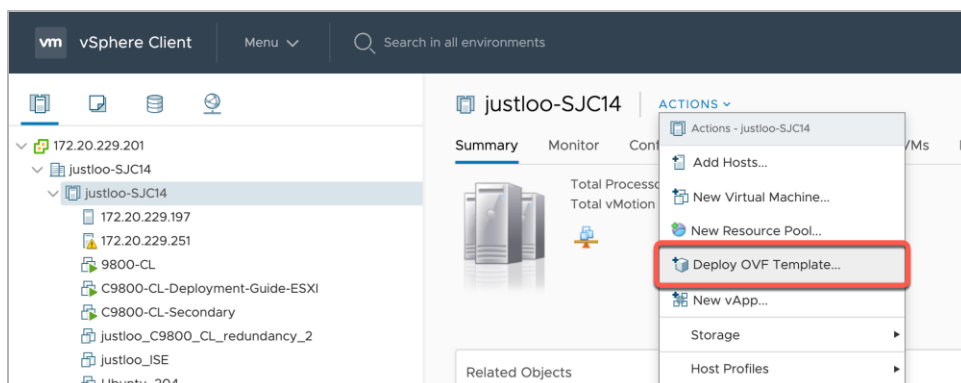 vm vSphere Client Menu Search in all environments
justloo-SJC14 ACTIONS
Actions - justloo-SJC14
172.20.229.201
Summary Monitor VMs
justloo-SJC14
Add Hosts...
justloo-SJC14
Total
Total vMotion
New Virtual Machine...
172.20.229.197
172.20.229.251
New Resource Pool...
9800-CL
Deploy OVF Template...
C9800-CL-Deployment-Guide-ESXI
New vApp...
C9800-CL-Secondary
justloo_C9800_CL_redundancy_2
Storage
justloo_ISE
Related Objects
Host Profiles